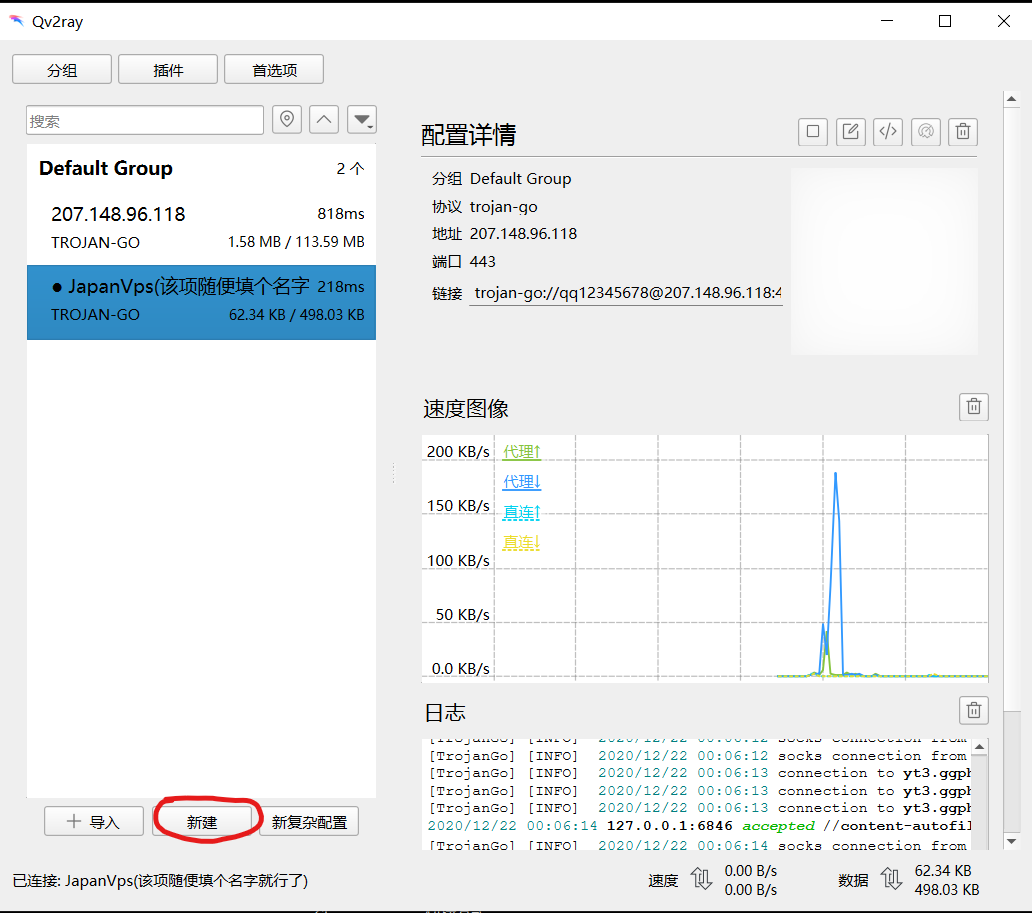 Qv2ray
分组 插件 首选项
搜索
Default Group 2 个
207.148.96.118 818ms
TROJAN-GO 1.58 MB / 113.59 MB
● JapanVps(该项随便填个名字 218ms
TROJAN-GO 62.34 KB / 498.03 KB
+ 导入 新建 新复杂配置
配置详情
分组 Default Group
协议 trojan-go
地址 207.148.96.118
端口 443
链接 trojan-go://qq12345678@207.148.96.118:4
速度图像
200 KB/s 代理↑
代理↓
150 KB/s 直连↑
直连↓
100 KB/s
50 KB/s
0.0 KB/s
日志
[TrojanGo] [INFO] 2020/12/22 00:06:12 socks connection from
[TrojanGo] [INFO] 2020/12/22 00:06:12 socks connection from
[TrojanGo] [INFO] 2020/12/22 00:06:13 connection to yt3.ggph
[TrojanGo] [INFO] 2020/12/22 00:06:13 connection to yt3.ggph
[TrojanGo] [INFO] 2020/12/22 00:06:13 connection to yt3.ggph
2020/12/22 00:06:14 127.0.0.1:6846 accepted //content-autofil
[TrojanGo] [INFO] 2020/12/22 00:06:14 socks connection from
已连接: JapanVps(该项随便填个名字就行了)
速度 0.00 B/s 数据 62.34 KB
0.00 B/s 498.03 KB